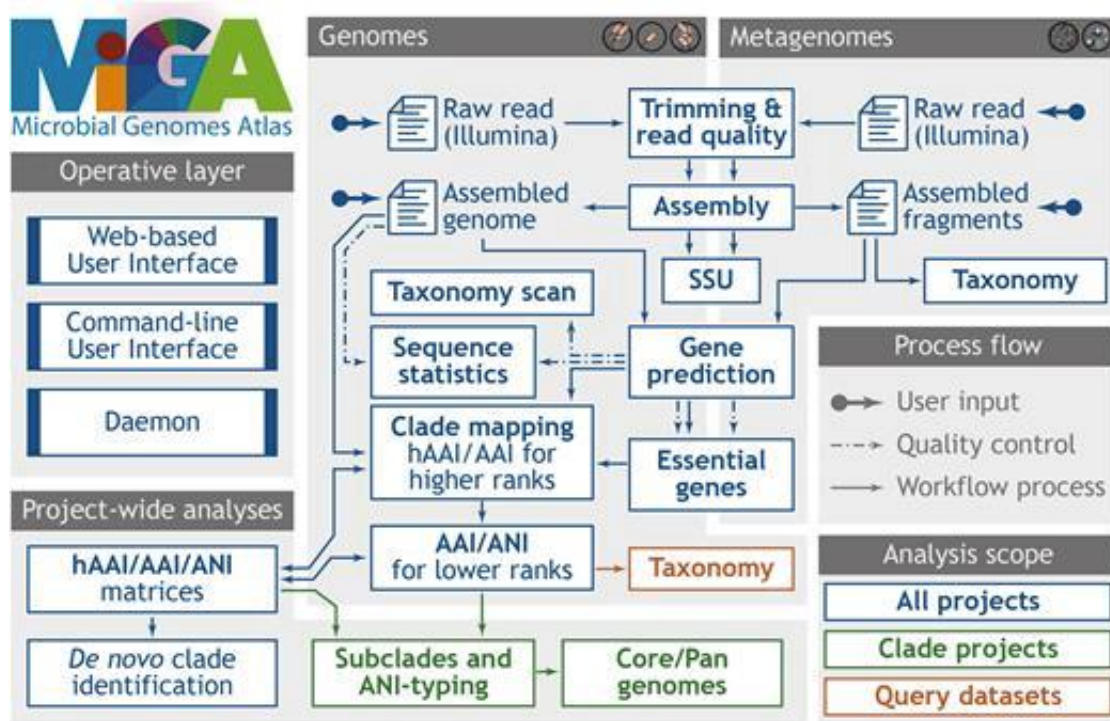 MiGA
Microbial Genomes Atlas
Operative layer
Web-based
User Interface
Command-line
User Interface
Daemon
Project-wide analyses
hAAI/AAI/ANI
matrices
De novo clade
identification
Genomes
Metagenomes
Raw read
(Illumina)
Trimming &
read quality
Raw read
(Illumina)
Assembled
genome
Assembly
Assembled
fragments
SSU
Taxonomy
Taxonomy scan
Sequence
statistics
Gene
prediction
Clade mapping
hAAI/AAI for
higher ranks
Essential
genes
AAI/ANI
for lower ranks
Taxonomy
Subclades and
ANI-typing
Core/Pan
genomes
Process flow
User input
Quality control
Workflow process
Analysis scope
All projects
Clade projects
Query datasets